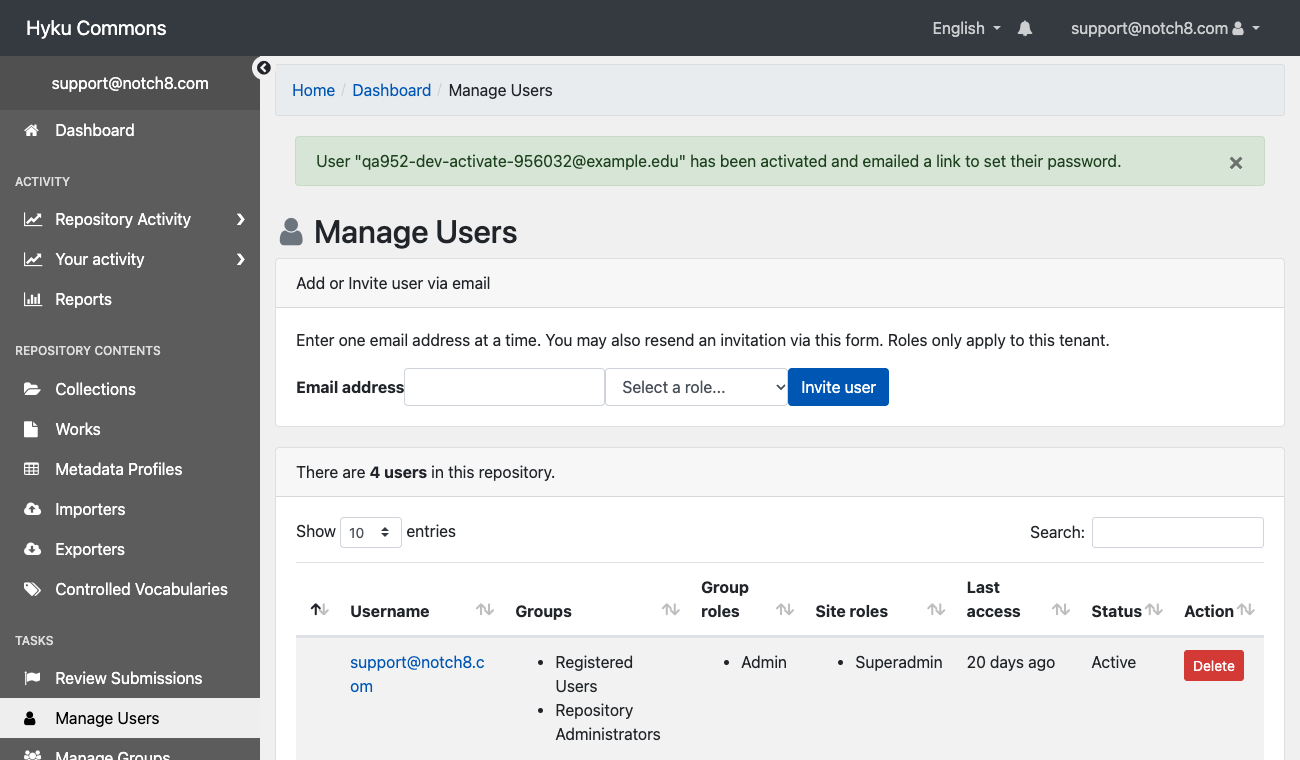 Hyku Commons
English
support@notch8.com
support@notch8.com
Dashboard
ACTIVITY
Repository Activity
Your activity
Reports
REPOSITORY CONTENTS
Collections
Works
Metadata Profiles
Importers
Exporters
Controlled Vocabularies
TASKS
Review Submissions
Manage Users
Manage Groups
Home / Dashboard / Manage Users
User "qa952-dev-activate-956032@example.edu" has been activated and emailed a link to set their password.
×
Manage Users
Add or Invite user via email
Enter one email address at a time. You may also resend an invitation via this form. Roles only apply to this tenant.
Email address
Select a role...
Invite user
There are 4 users in this repository.
Show 10 entries
Search:
Username
Groups
Group
roles
Site roles
Last
access
Status
Action
support@notch8.c
om
• Registered
Users
• Repository
Administrators
• Admin
• Superadmin
20 days ago
Active
Delete